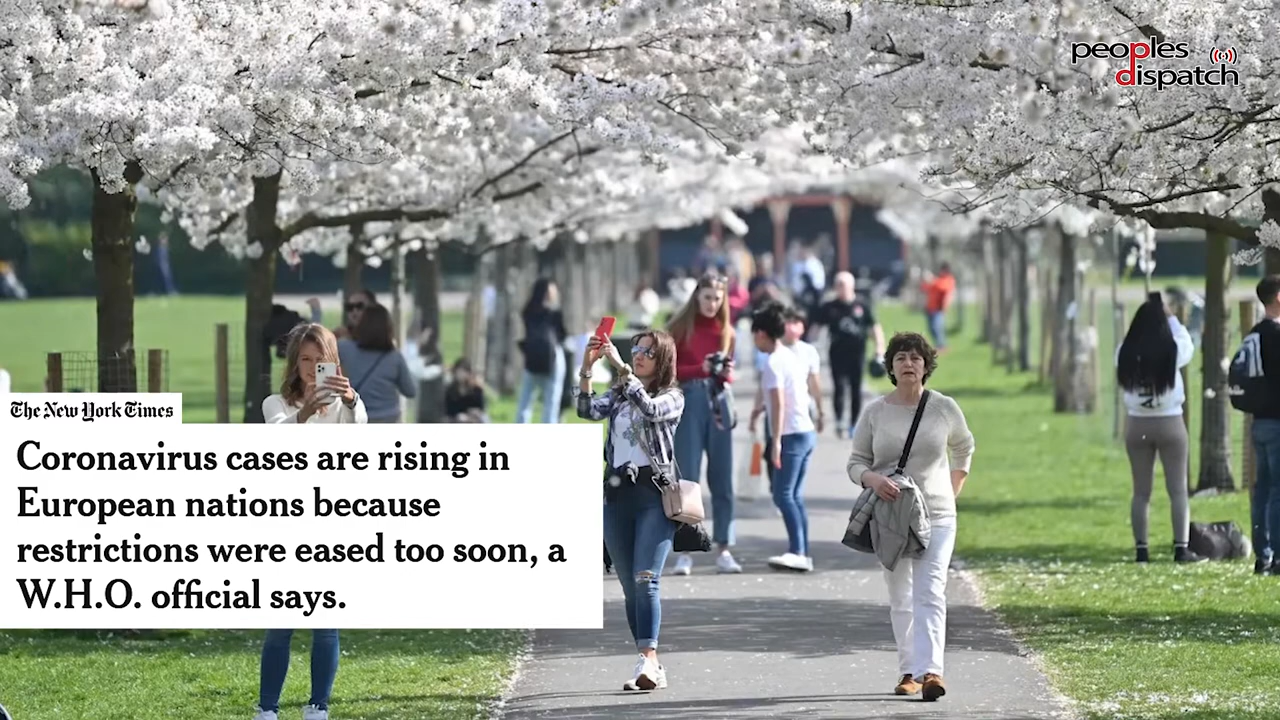 peoples
dispatch
The New York Times
Coronavirus cases are rising in
European nations because
restrictions were eased too soon, a
W.H.O. official says.